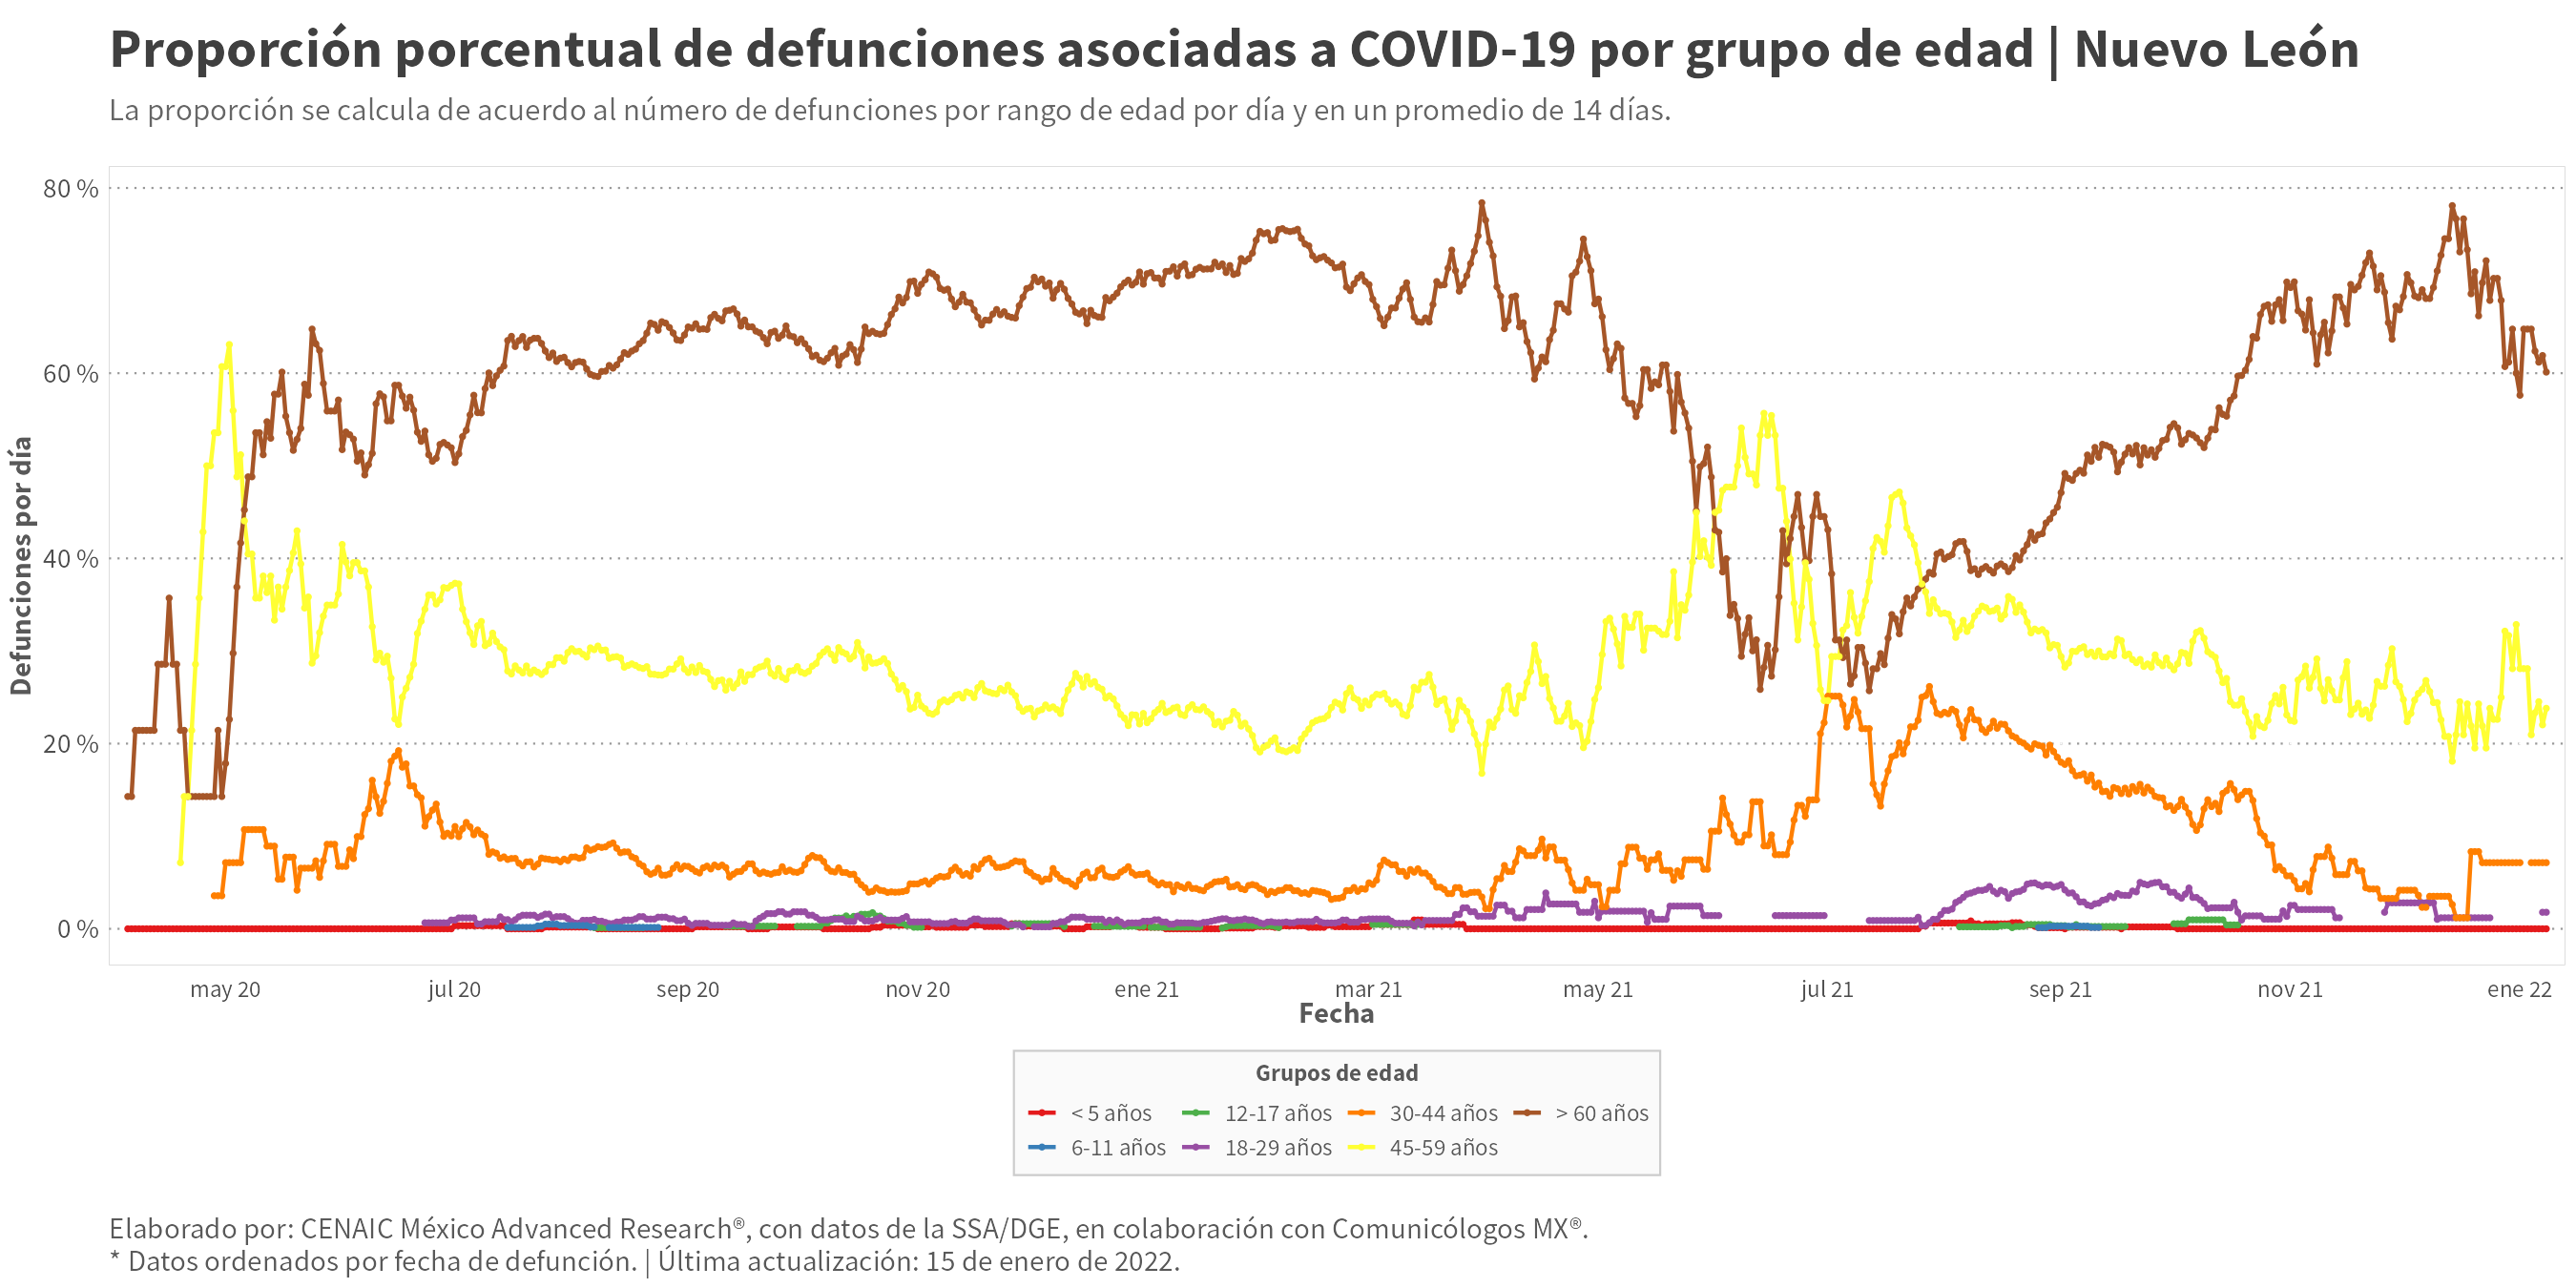 Proporción porcentual de defunciones asociadas a COVID-19 por grupo de edad | Nuevo León
La proporción se calcula de acuerdo al número de defunciones por rango de edad por día y en un promedio de 14 días.
Defunciones por día
80 %
60 %
40 %
20 %
0 %
may 20 jul 20 sep 20 nov 20 ene 21 mar 21 may 21 jul 21 sep 21 nov 21 ene 22
Fecha
Grupos de edad
< 5 años 12-17 años 30-44 años > 60 años
6-11 años 18-29 años 45-59 años
Elaborado por: CENAIC México Advanced Research®, con datos de la SSA/DGE, en colaboración con Comunicólogos MX®.
* Datos ordenados por fecha de defunción. | Última actualización: 15 de enero de 2022.